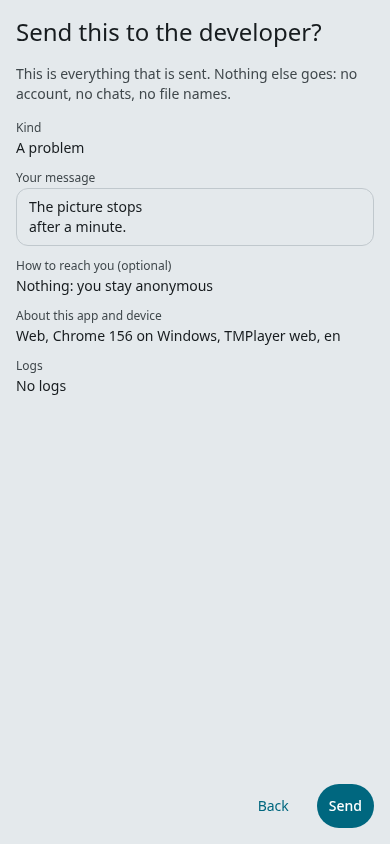 Send this to the developer?
This is everything that is sent. Nothing else goes: no
account, no chats, no file names.
Kind
A problem
Your message
The picture stops
after a minute.
How to reach you (optional)
Nothing: you stay anonymous
About this app and device
Web, Chrome 156 on Windows, TMPlayer web, en
Logs
No logs
Back
Send